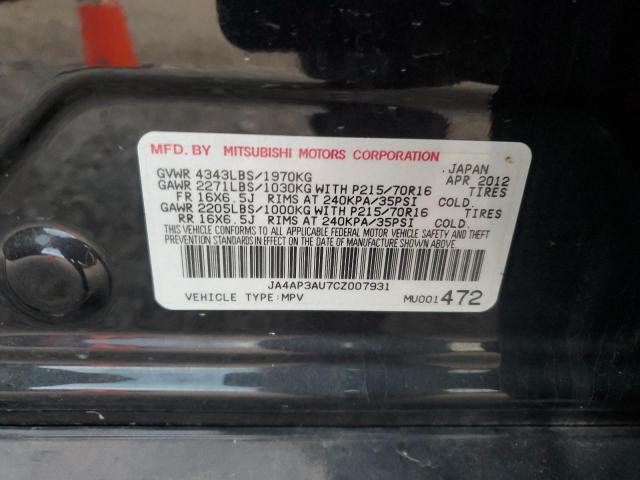 MFD. BY MITSUBISHI MOTORS CORPORATION
GVWR 4343LBS/1970KG JAPAN APR 2012
GAWR 2271LBS/1030KG WITH P215/70R16 TIRES
FR 16X6.5J RIMS AT 240KPA/35PSI COLD.
GAWR 2205LBS/1000KG WITH P215/70R16 TIRES
RR 16X6.5J RIMS AT 240KPA/35PSI COLD.
THIS VEHICLE CONFORMS TO ALL APPLICABLE FEDERAL MOTOR VEHICLE SAFETY AND THEFT
PREVENTION STANDARDS IN EFFECT ON THE DATE OF MANUFACTURE SHOWN ABOVE.
JA4AP3AU7CZ007931
VEHICLE TYPE:MPV MU001472